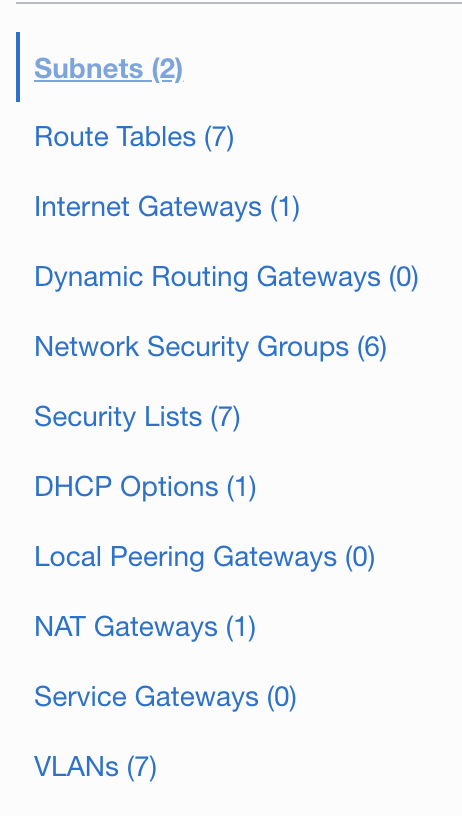 Subnets (2)
Route Tables (7)
Internet Gateways (1)
Dynamic Routing Gateways (0)
Network Security Groups (6)
Security Lists (7)
DHCP Options (1)
Local Peering Gateways (0)
NAT Gateways (1)
Service Gateways (0)
VLANs (7)